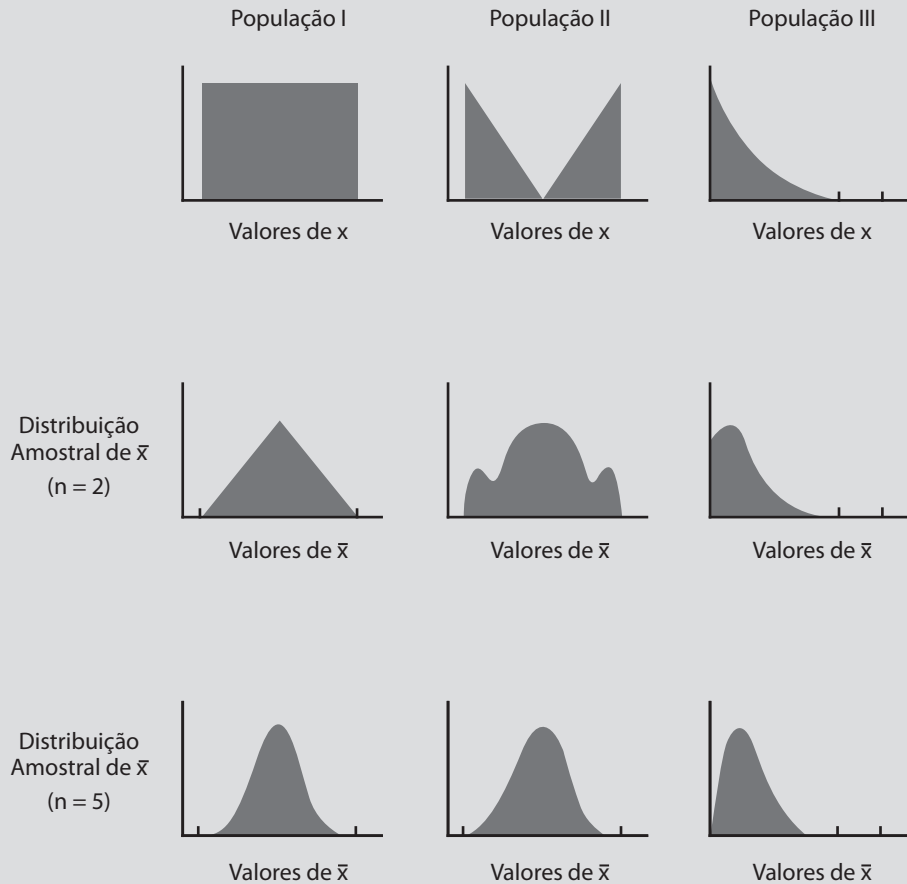 População I
População II
População III
Valores de x
Valores de x
Valores de x
Distribuição
Amostral de x̅
(n = 2)
Valores de x̅
Valores de x̅
Valores de x̅
Distribuição
Amostral de x̅
(n = 5)
Valores de x̅
Valores de x̅
Valores de x̅